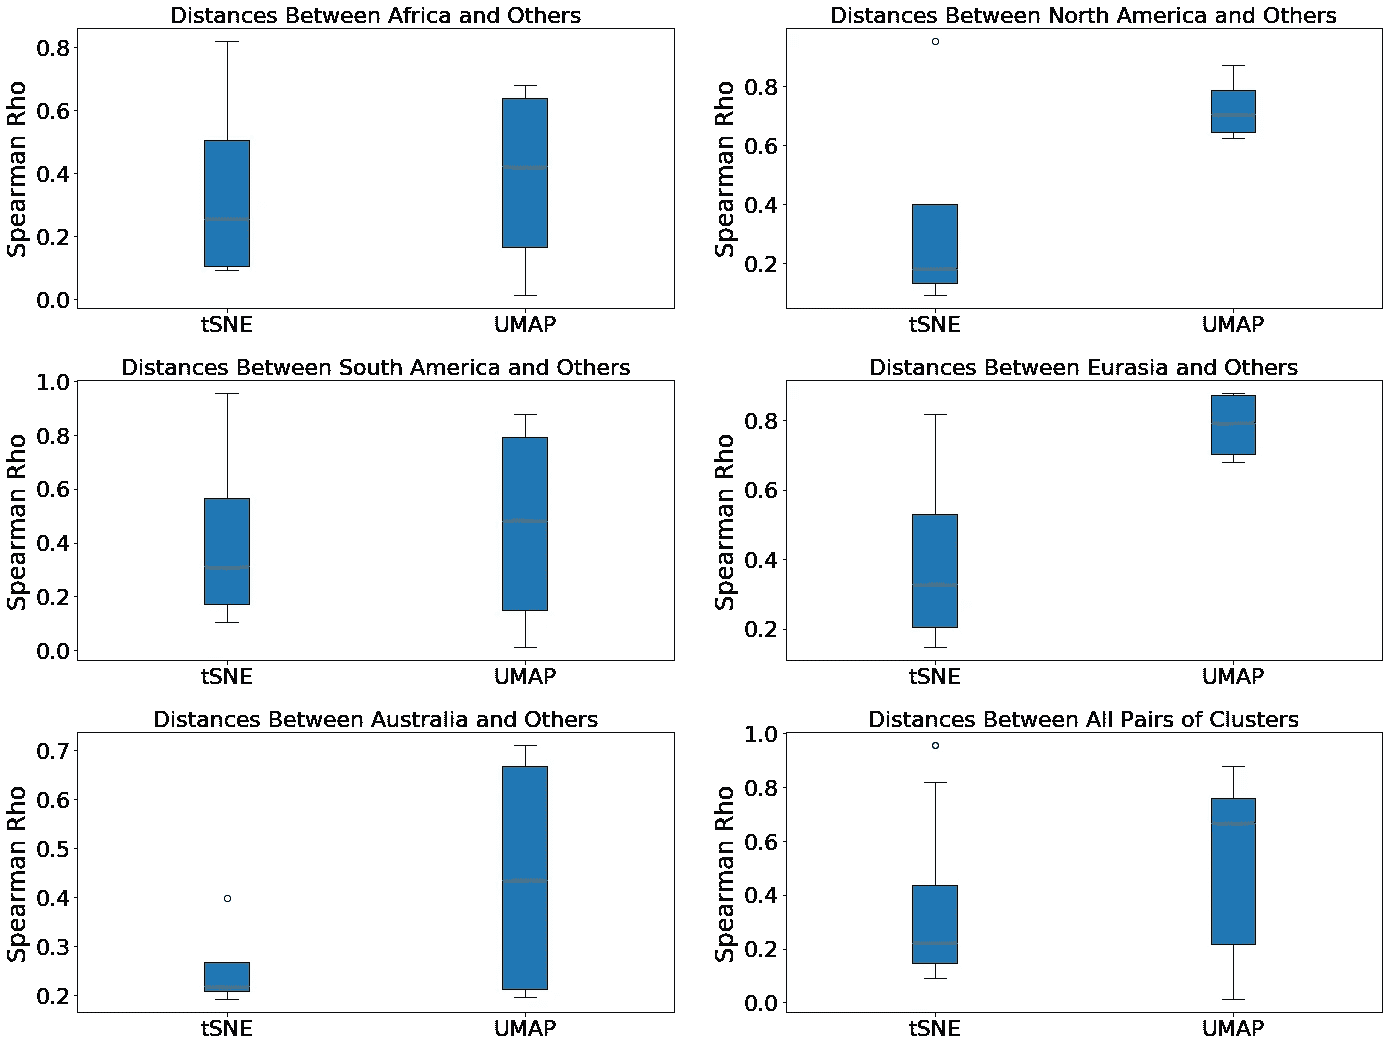 Distances Between Africa and Others
Spearman Rho
0.8
0.6
0.4
0.2
0.0
tSNE
UMAP
Distances Between North America and Others
Spearman Rho
0.8
0.6
0.4
0.2
tSNE
UMAP
Distances Between South America and Others
Spearman Rho
1.0
0.8
0.6
0.4
0.2
0.0
tSNE
UMAP
Distances Between Eurasia and Others
Spearman Rho
0.8
0.6
0.4
0.2
tSNE
UMAP
Distances Between Australia and Others
Spearman Rho
0.7
0.6
0.5
0.4
0.3
0.2
tSNE
UMAP
Distances Between All Pairs of Clusters
Spearman Rho
1.0
0.8
0.6
0.4
0.2
0.0
tSNE
UMAP